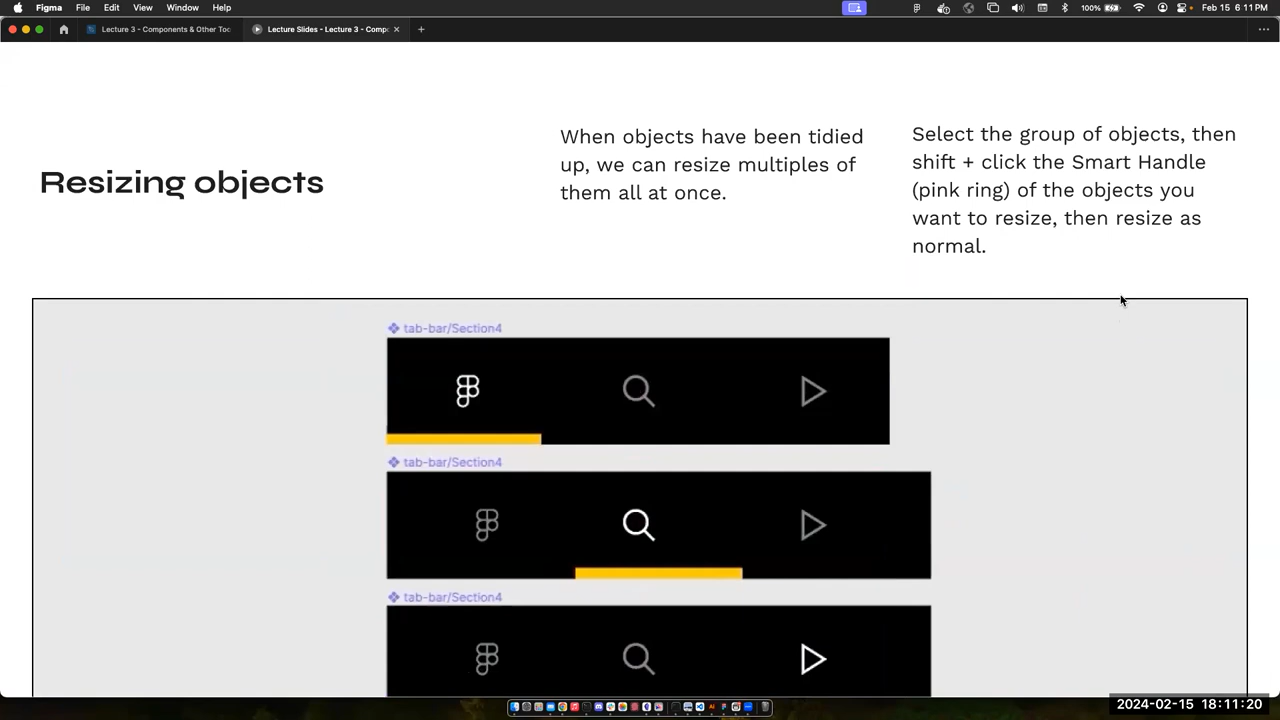 Figma File Edit View Window Help 100% Feb 15 6:11 PM
Lecture 3 - Components & Other Too Lecture Slides - Lecture 3 - Comp
Resizing objects
When objects have been tidied
up, we can resize multiples of
them all at once.
Select the group of objects, then
shift + click the Smart Handle
(pink ring) of the objects you
want to resize, then resize as
normal.
tab-bar/Section4
tab-bar/Section4
tab-bar/Section4
2024-02-15 18:11:20